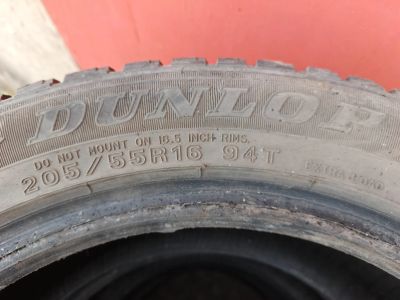 DUNLOP
DO NOT MOUNT ON 16.5 INCH RIMS.
205/55R16 94T
EXTRA LOAD